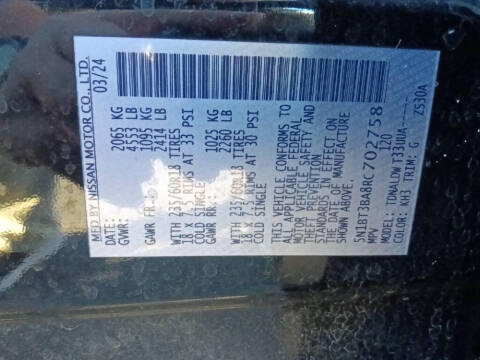 MFD BY NISSAN MOTOR CO., LTD.
DATE: 03/24
GVWR: 2065 KG
4553 LB
GAWR FR: 1095 KG
2414 LB
WITH 235/60R18 TIRES
18 X 7.5 RIMS AT 33 PSI
COLD SINGLE
GAWR RR: 1025 KG
2260 LB
WITH 235/60R18 TIRES
18 X 7.5 RIMS AT 30 PSI
COLD SINGLE
THIS VEHICLE CONFORMS TO
ALL APPLICABLE FEDERAL
MOTOR VEHICLE SAFETY AND
THEFT PREVENTION
STANDARDS IN EFFECT ON
THE DATE OF MANUFACTURE
SHOWN ABOVE.
5N1BT3BA8RC702738
MPV 120
MODEL: TDNALDW T33UUA----- ZS30A
COLOR: KH3 TRIM: G